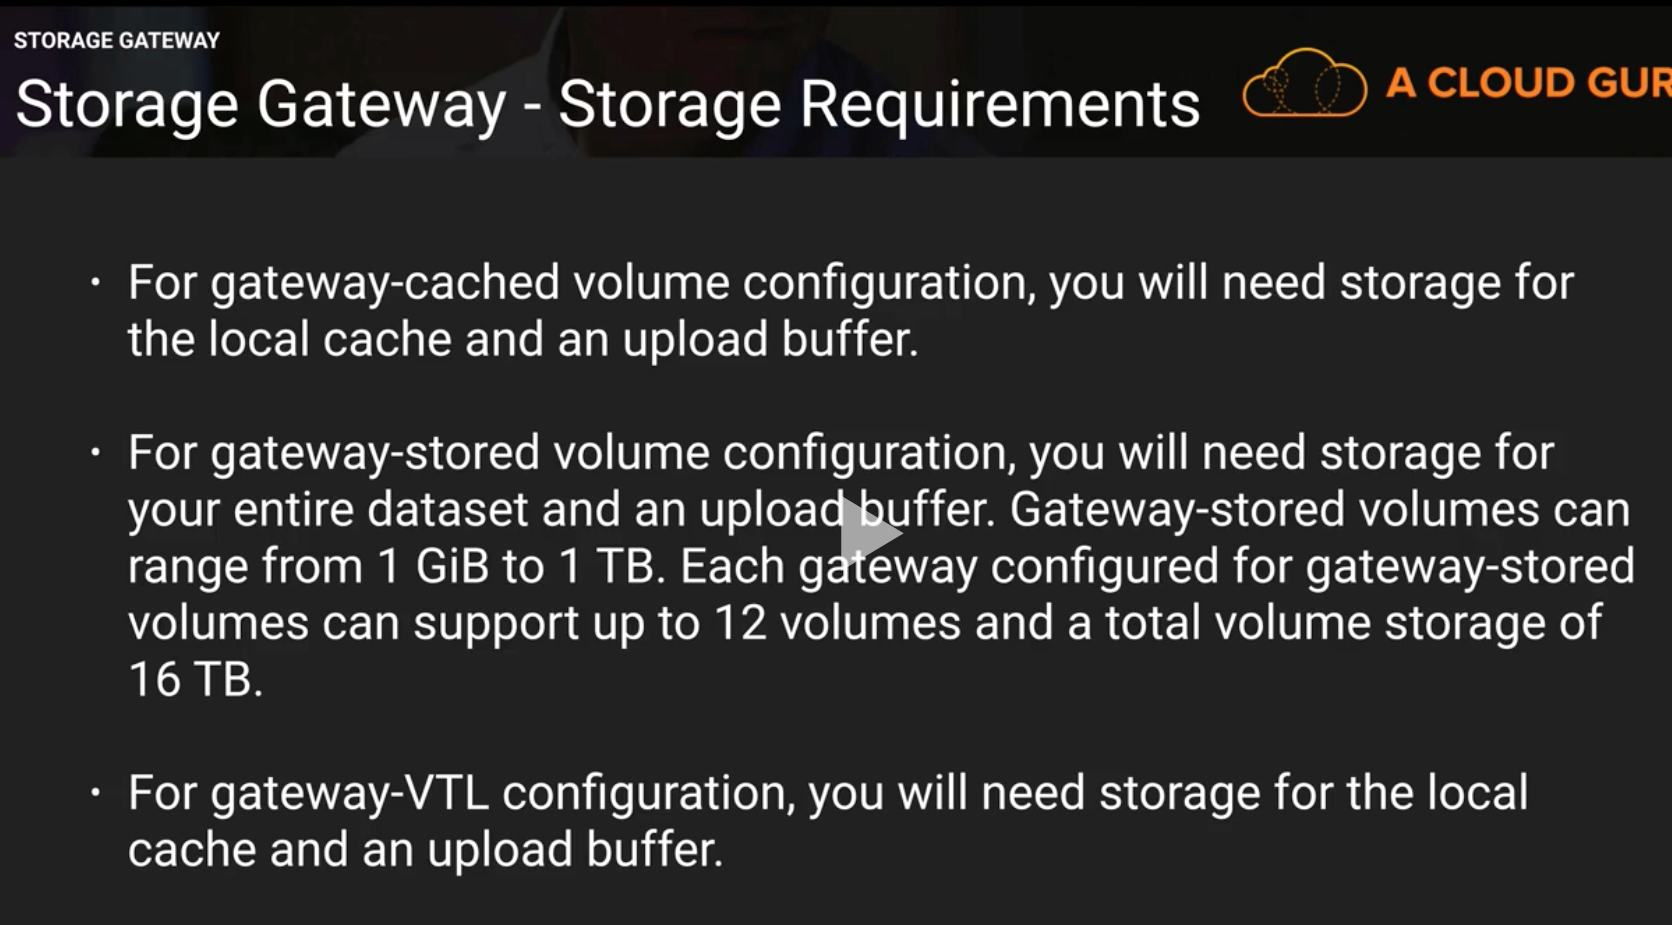 STORAGE GATEWAY
Storage Gateway - Storage Requirements
A CLOUD GUR
• For gateway-cached volume configuration, you will need storage for
the local cache and an upload buffer.
• For gateway-stored volume configuration, you will need storage for
your entire dataset and an upload buffer. Gateway-stored volumes can
range from 1 GiB to 1 TB. Each gateway configured for gateway-stored
volumes can support up to 12 volumes and a total volume storage of
16 TB.
• For gateway-VTL configuration, you will need storage for the local
cache and an upload buffer.